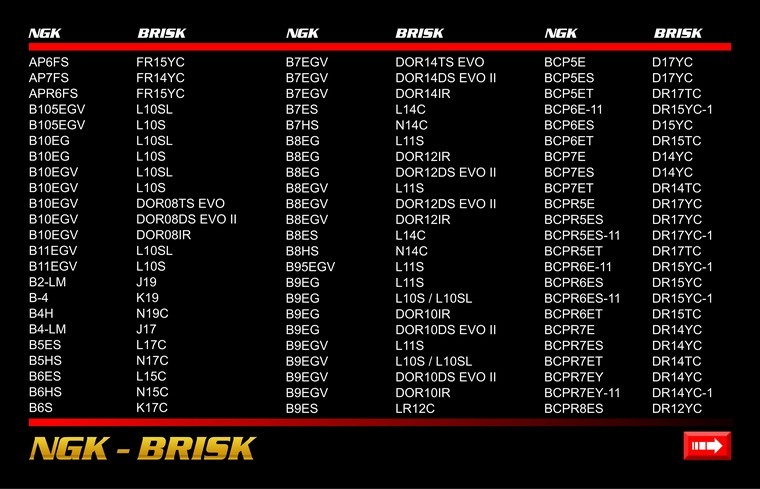 NGK BRISK NGK BRISK NGK BRISK
AP6FS FR15YC B7EGV DOR14TS EVO BCP5E D17YC
AP7FS FR14YC B7EGV DOR14DS EVO II BCP5ES D17YC
APR6FS FR15YC B7EGV DOR14IR BCP5ET DR17TC
B105EGV L10SL B7ES L14C BCP6E-11 DR15YC-1
B105EGV L10S B7HS N14C BCP6ES D15YC
B10EG L10SL B8EG L11S BCP6ET DR15TC
B10EG L10S B8EG DOR12IR BCP7E D14YC
B10EGV L10SL B8EG DOR12DS EVO II BCP7ES D14YC
B10EGV L10S B8EGV L11S BCP7ET DR14TC
B10EGV DOR08TS EVO B8EGV DOR12DS EVO II BCPR5E DR17YC
B10EGV DOR08DS EVO II B8EGV DOR12IR BCPR5ES DR17YC
B10EGV DOR08IR B8ES L14C BCPR5ES-11 DR17YC-1
B11EGV L10SL B8HS N14C BCPR5ET DR17TC
B11EGV L10S B95EGV L11S BCPR6E-11 DR15YC-1
B2-LM J19 B9EG L11S BCPR6ES DR15YC
B-4 K19 B9EG L10S / L10SL BCPR6ES-11 DR15YC-1
B4H N19C B9EG DOR10IR BCPR6ET DR15TC
B4-LM J17 B9EG DOR10DS EVO II BCPR7E DR14YC
B5ES L17C B9EGV L11S BCPR7ES DR14YC
B5HS N17C B9EGV L10S / L10SL BCPR7ET DR14TC
B6ES L15C B9EGV DOR10DS EVO II BCPR7EY DR14YC
B6HS N15C B9EGV DOR10IR BCPR7EY-11 DR14YC-1
B6S K17C B9ES LR12C BCPR8ES DR12YC
NGK - BRISK